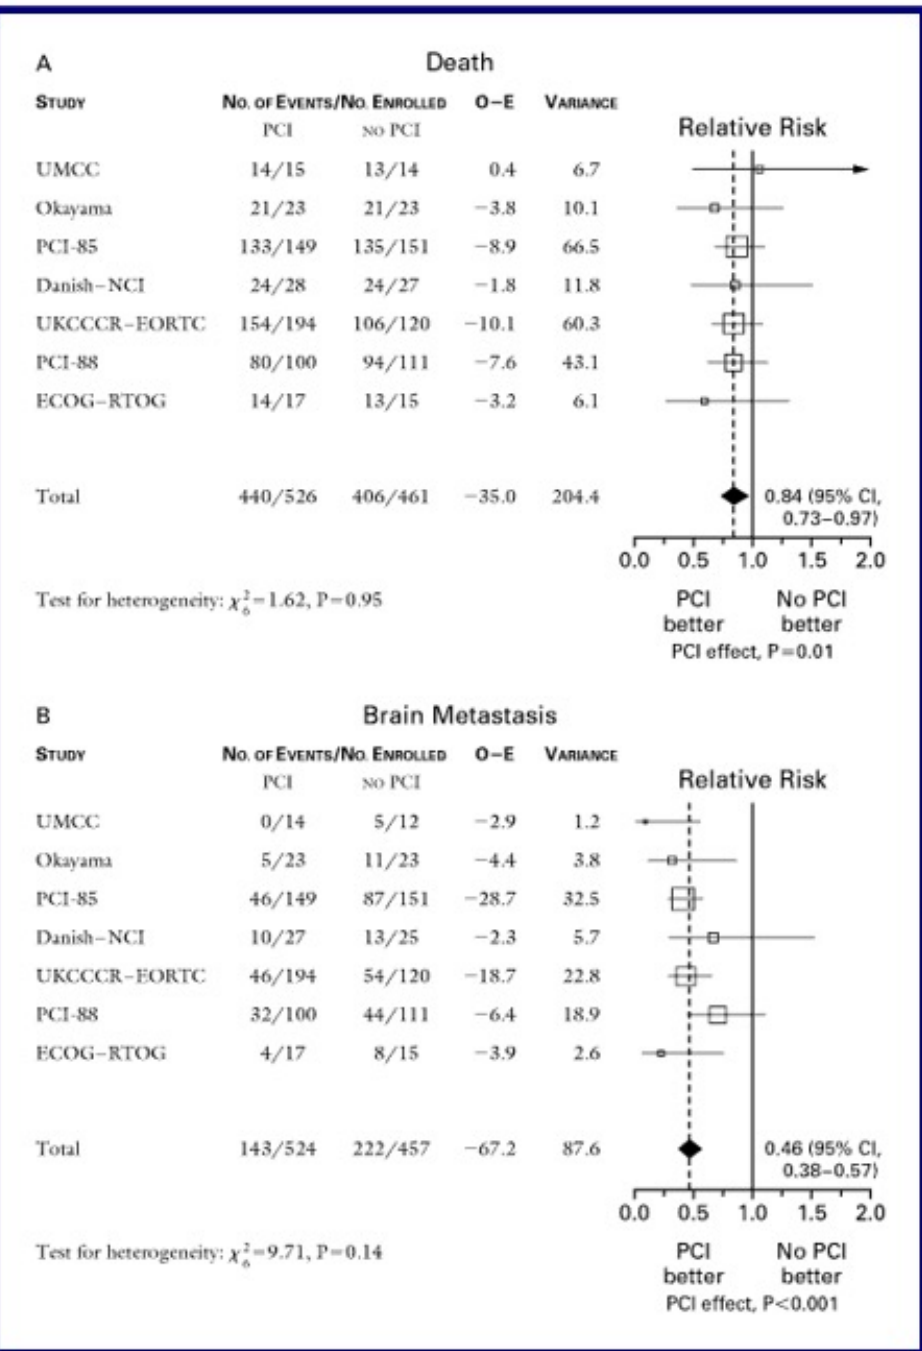 A Death
STUDY NO. OF EVENTS/NO. ENROLLED O–E VARIANCE
PCI NO PCI Relative Risk
UMCC 14/15 13/14 0.4 6.7
Okayama 21/23 21/23 −3.8 10.1
PCI-85 133/149 135/151 −8.9 66.5
Danish–NCI 24/28 24/27 −1.8 11.8
UKCCCR–EORTC 154/194 106/120 −10.1 60.3
PCI-88 80/100 94/111 −7.6 43.1
ECOG–RTOG 14/17 13/15 −3.2 6.1
Total 440/526 406/461 −35.0 204.4 0.84 (95% CI,
0.73–0.97)
0.0 0.5 1.0 1.5 2.0
Test for heterogeneity: χ²₆=1.62, P=0.95
PCI No PCI
better better
PCI effect, P=0.01
B Brain Metastasis
STUDY NO. OF EVENTS/NO. ENROLLED O–E VARIANCE
PCI NO PCI Relative Risk
UMCC 0/14 5/12 −2.9 1.2
Okayama 5/23 11/23 −4.4 3.8
PCI-85 46/149 87/151 −28.7 32.5
Danish–NCI 10/27 13/25 −2.3 5.7
UKCCCR–EORTC 46/194 54/120 −18.7 22.8
PCI-88 32/100 44/111 −6.4 18.9
ECOG–RTOG 4/17 8/15 −3.9 2.6
Total 143/524 222/457 −67.2 87.6 0.46 (95% CI,
0.38–0.57)
0.0 0.5 1.0 1.5 2.0
Test for heterogeneity: χ²₆=9.71, P=0.14
PCI No PCI
better better
PCI effect, P<0.001